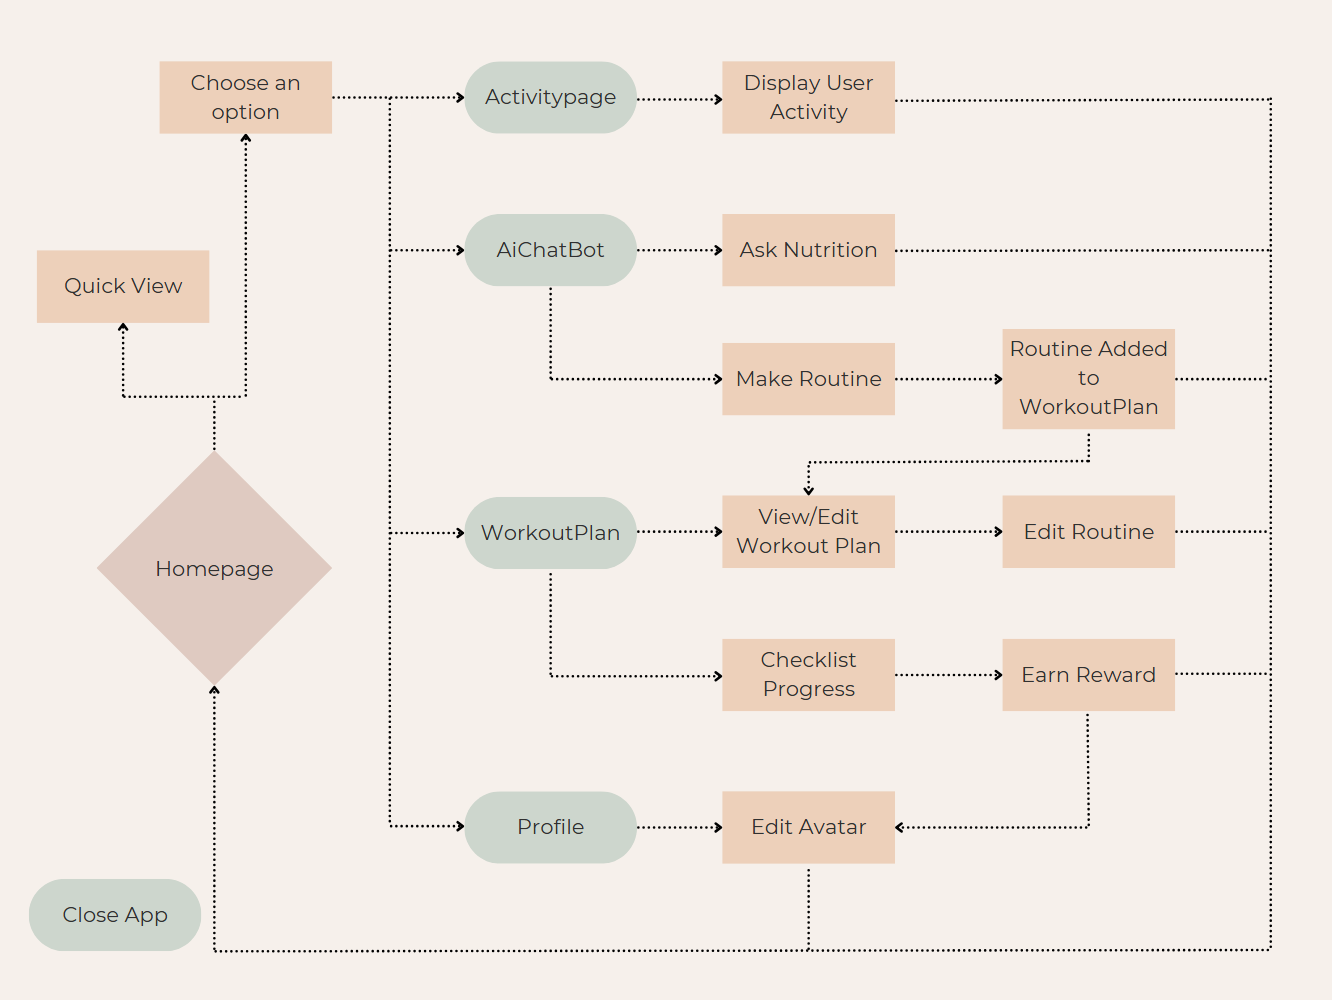 Choose an
option
Activitypage
Display User
Activity
Quick View
AiChatBot
Ask Nutrition
Make Routine
Routine Added
to
WorkoutPlan
Homepage
WorkoutPlan
View/Edit
Workout Plan
Edit Routine
Checklist
Progress
Earn Reward
Profile
Edit Avatar
Close App